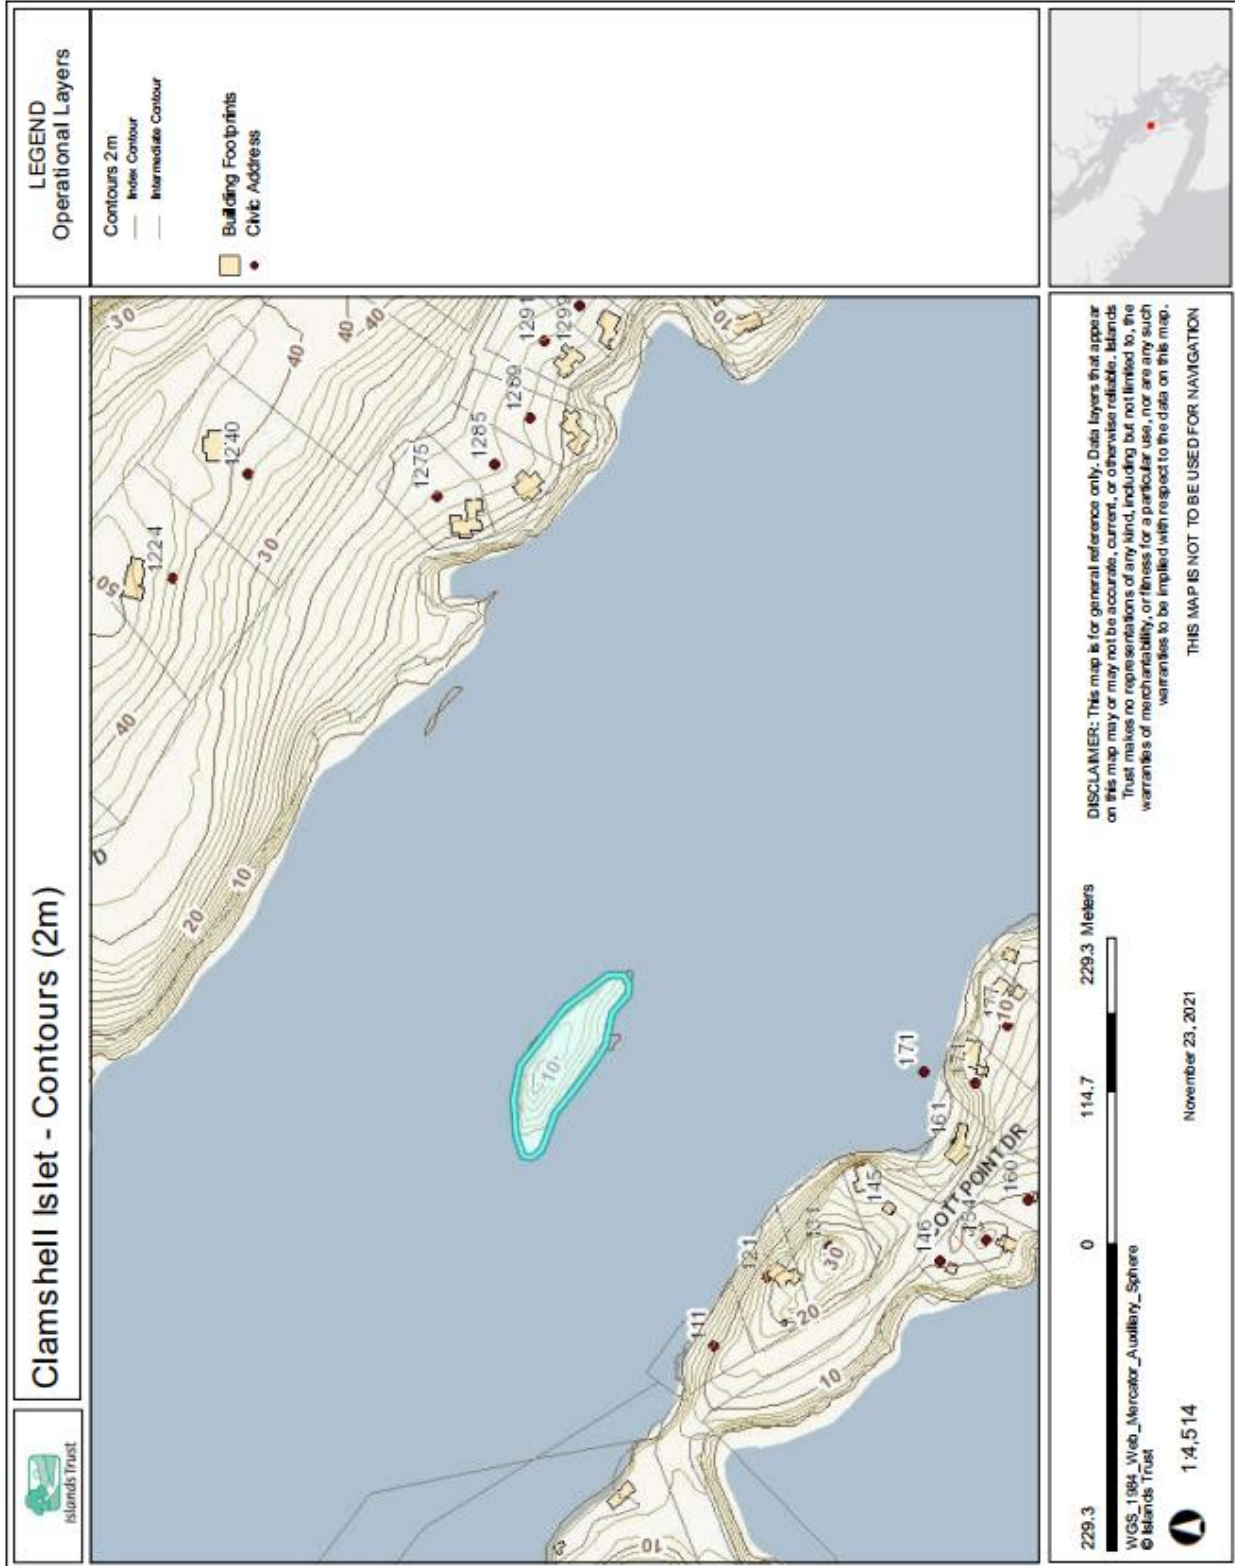 Islands Trust
Clamshell Islet - Contours (2m)
LEGEND
Operational Layers
Contours 2m
Index Contour
Intermediate Contour
Building Footprints
Civic Address
50
1224
1240
30
40
40
40
40
30
1275
1285
1289
1291
10
D
20
10
10
171
161
171
177
10
145
121
131
30
146
154
160
OTT POINT DR
111
20
10
10
229.3
0
114.7
229.3 Meters
WGS_1984_Web_Mercator_Auxiliary_Sphere
© Islands Trust
1:4,514
November 23, 2021
DISCLAIMER: This map is for general reference only. Data layers that appear
on this map may or may not be accurate, current, or otherwise reliable. Islands
Trust makes no representations of any kind, including but not limited to, the
warranties of merchantability, or fitness for a particular use, nor are any such
warranties to be implied with respect to the data on this map.
THIS MAP IS NOT TO BE USED FOR NAVIGATION